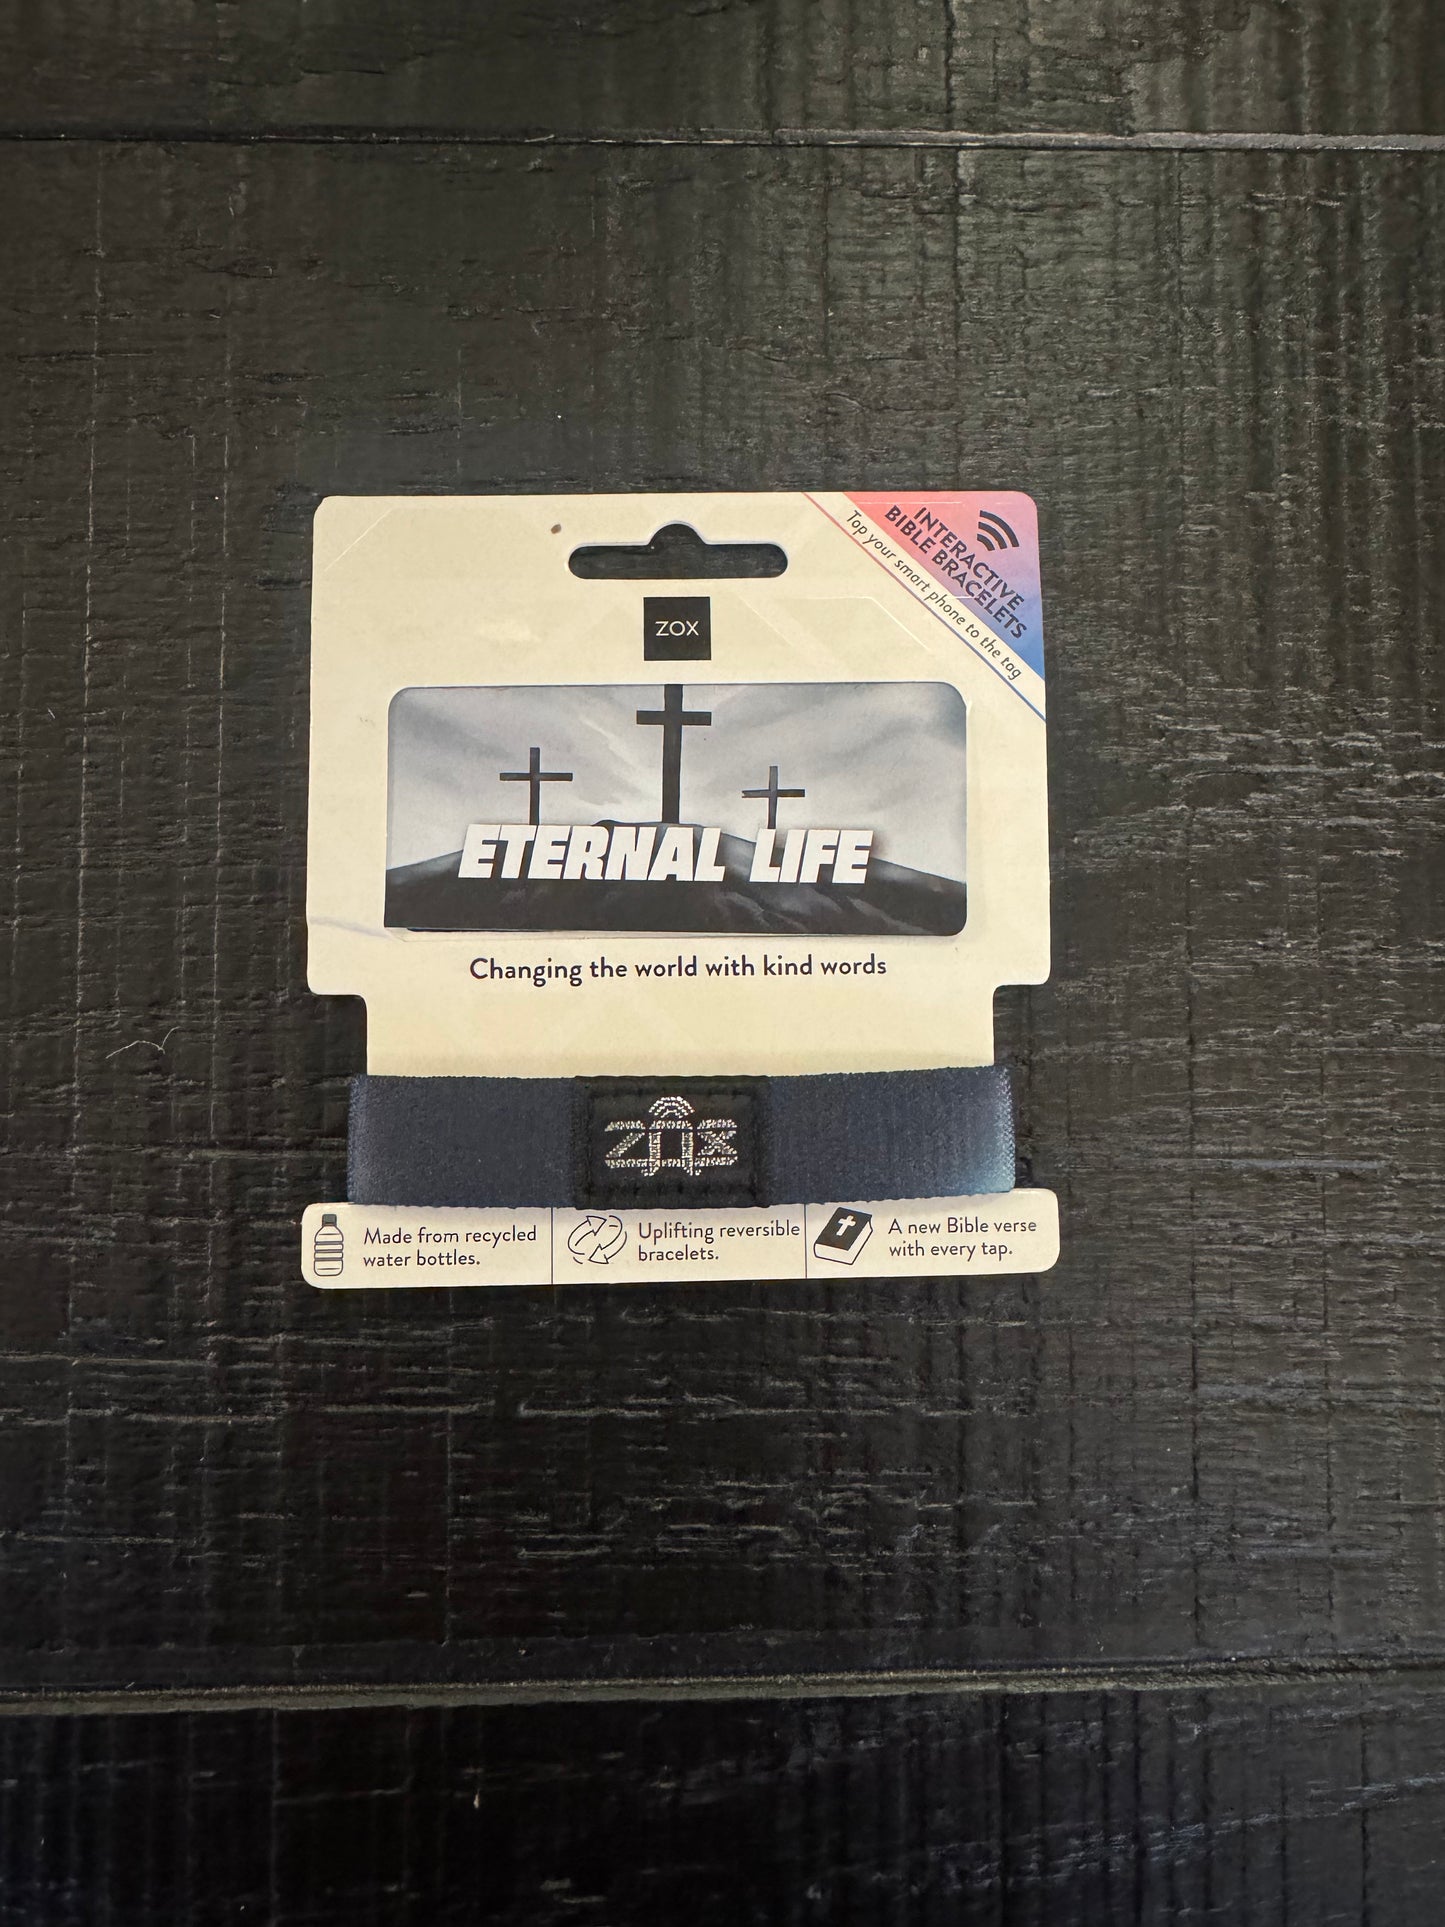 INTERACTIVE
BIBLE BRACELETS
Tap your smart phone to the tag
ZOX
ETERNAL LIFE
Changing the world with kind words
ZOX
Made from recycled
water bottles.
Uplifting reversible
bracelets.
A new Bible verse
with every tap.